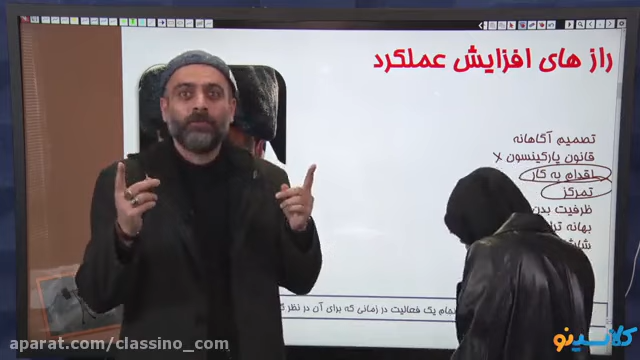 راز های افزایش عملکرد
تصمیم آگاهانه
قانون پارکینسون X
اقدام به کار
تمرکز
ظرفیت بدن
بهانه
انجام یک فعالیت در زمانی که برای آن در نظر
کلاسینو
aparat.com/classino_com